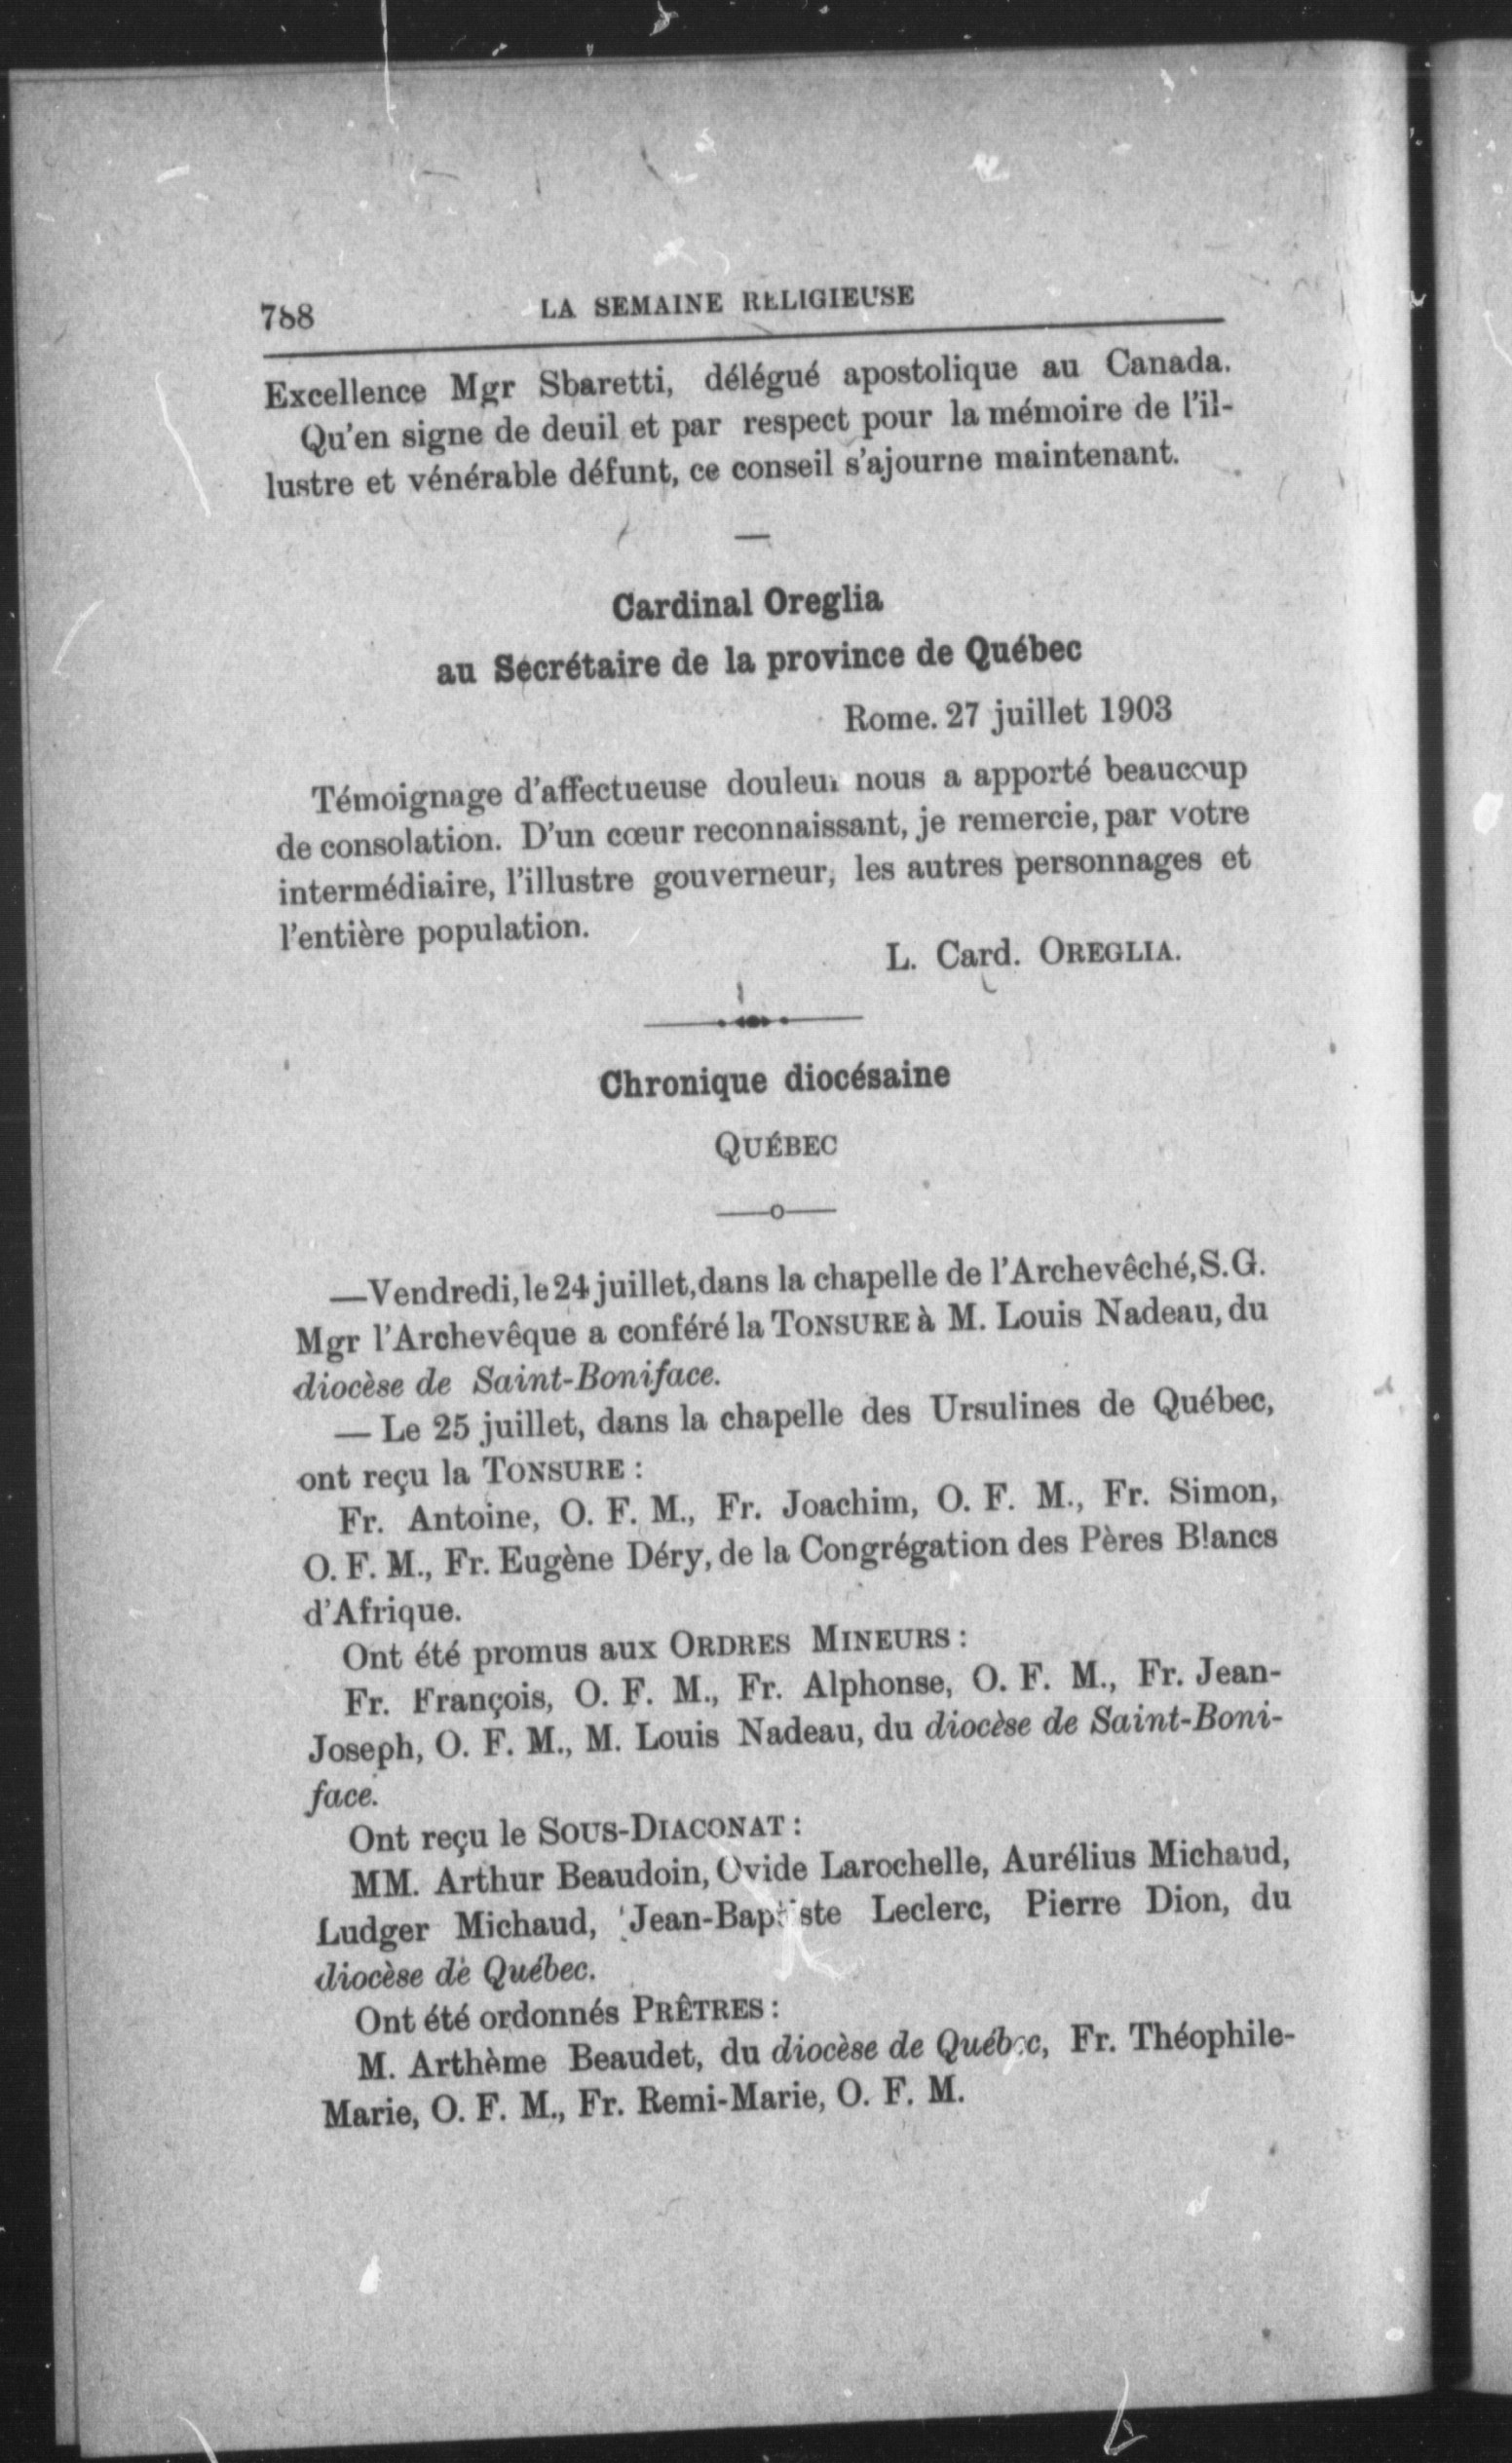 788 LA SEMAINE RELIGIEUSE
Excellence Mgr Sbaretti, délégué apostolique au Canada.
Qu'en signe de deuil et par respect pour la mémoire de l'il-
lustre et vénérable défunt, ce conseil s'ajourne maintenant.
—
Cardinal Oreglia
au Secrétaire de la province de Québec
Rome. 27 juillet 1903
Témoignage d'affectueuse douleur nous a apporté beaucoup
de consolation. D'un cœur reconnaissant, je remercie, par votre
intermédiaire, l'illustre gouverneur, les autres personnages et
l'entière population.
L. Card. OREGLIA.
Chronique diocésaine
QUÉBEC
—o—
—Vendredi, le 24 juillet, dans la chapelle de l'Archevêché, S. G.
Mgr l'Archevêque a conféré la TONSURE à M. Louis Nadeau, du
diocèse de Saint-Boniface.
— Le 25 juillet, dans la chapelle des Ursulines de Québec,
ont reçu la TONSURE :
Fr. Antoine, O. F. M., Fr. Joachim, O. F. M., Fr. Simon,
O. F. M., Fr. Eugène Déry, de la Congrégation des Pères Blancs
d'Afrique.
Ont été promus aux ORDRES MINEURS :
Fr. François, O. F. M., Fr. Alphonse, O. F. M., Fr. Jean-
Joseph, O. F. M., M. Louis Nadeau, du diocèse de Saint-Boni-
face.
Ont reçu le SOUS-DIACONAT :
MM. Arthur Beaudoin, Ovide Larochelle, Aurélius Michaud,
Ludger Michaud, Jean-Baptiste Leclerc, Pierre Dion, du
diocèse de Québec.
Ont été ordonnés PRÊTRES :
M. Arthème Beaudet, du diocèse de Québec, Fr. Théophile-
Marie, O. F. M., Fr. Remi-Marie, O. F. M.